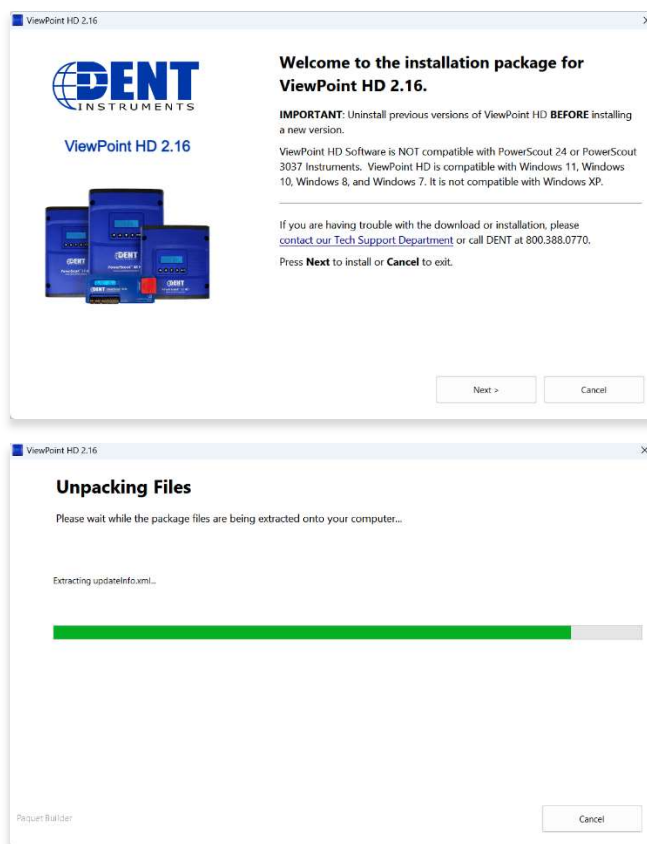 ViewPoint HD 2.16
DENT
INSTRUMENTS
ViewPoint HD 2.16
Welcome to the installation package for
ViewPoint HD 2.16.
IMPORTANT: Uninstall previous versions of ViewPoint HD BEFORE installing
a new version.
ViewPoint HD Software is NOT compatible with PowerScout 24 or PowerScout
3037 Instruments. ViewPoint HD is compatible with Windows 11, Windows
10, Windows 8, and Windows 7. It is not compatible with Windows XP.
If you are having trouble with the download or installation, please
contact our Tech Support Department or call DENT at 800.388.0770.
Press Next to install or Cancel to exit.
DENT
DENT
DENT
Next >
Cancel
ViewPoint HD 2.16
Unpacking Files
Please wait while the package files are being extracted onto your computer...
Extracting updateInfo.xml...
Paquet Builder
Cancel